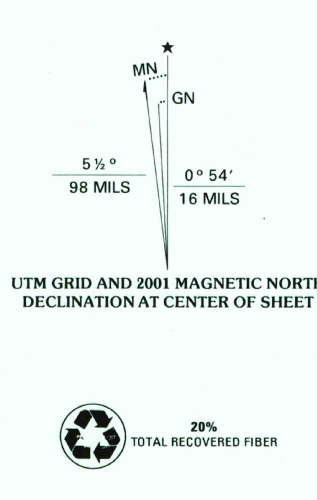 MN
GN
5 ½ º
98 MILS
0º 54′
16 MILS
UTM GRID AND 2001 MAGNETIC NORTH
DECLINATION AT CENTER OF SHEET
20%
TOTAL RECOVERED FIBER